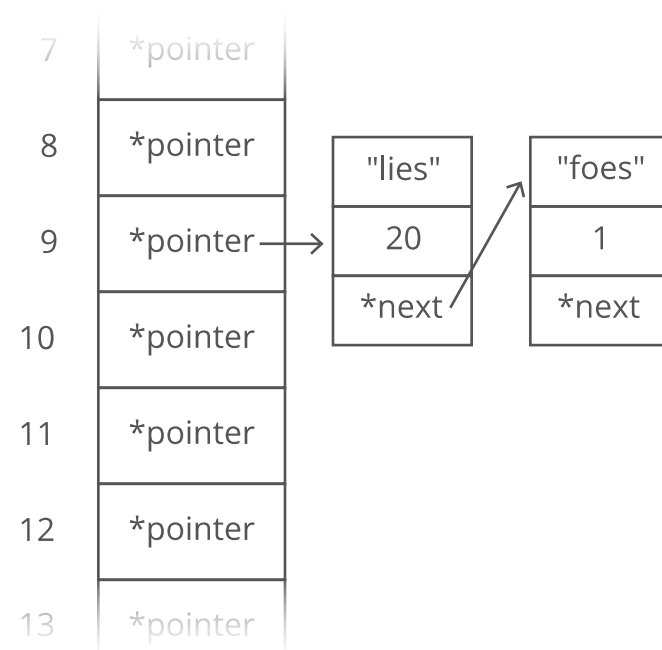 7 *pointer
8 *pointer
9 *pointer
10 *pointer
11 *pointer
12 *pointer
13 *pointer
"lies"
20
*next
"foes"
1
*next